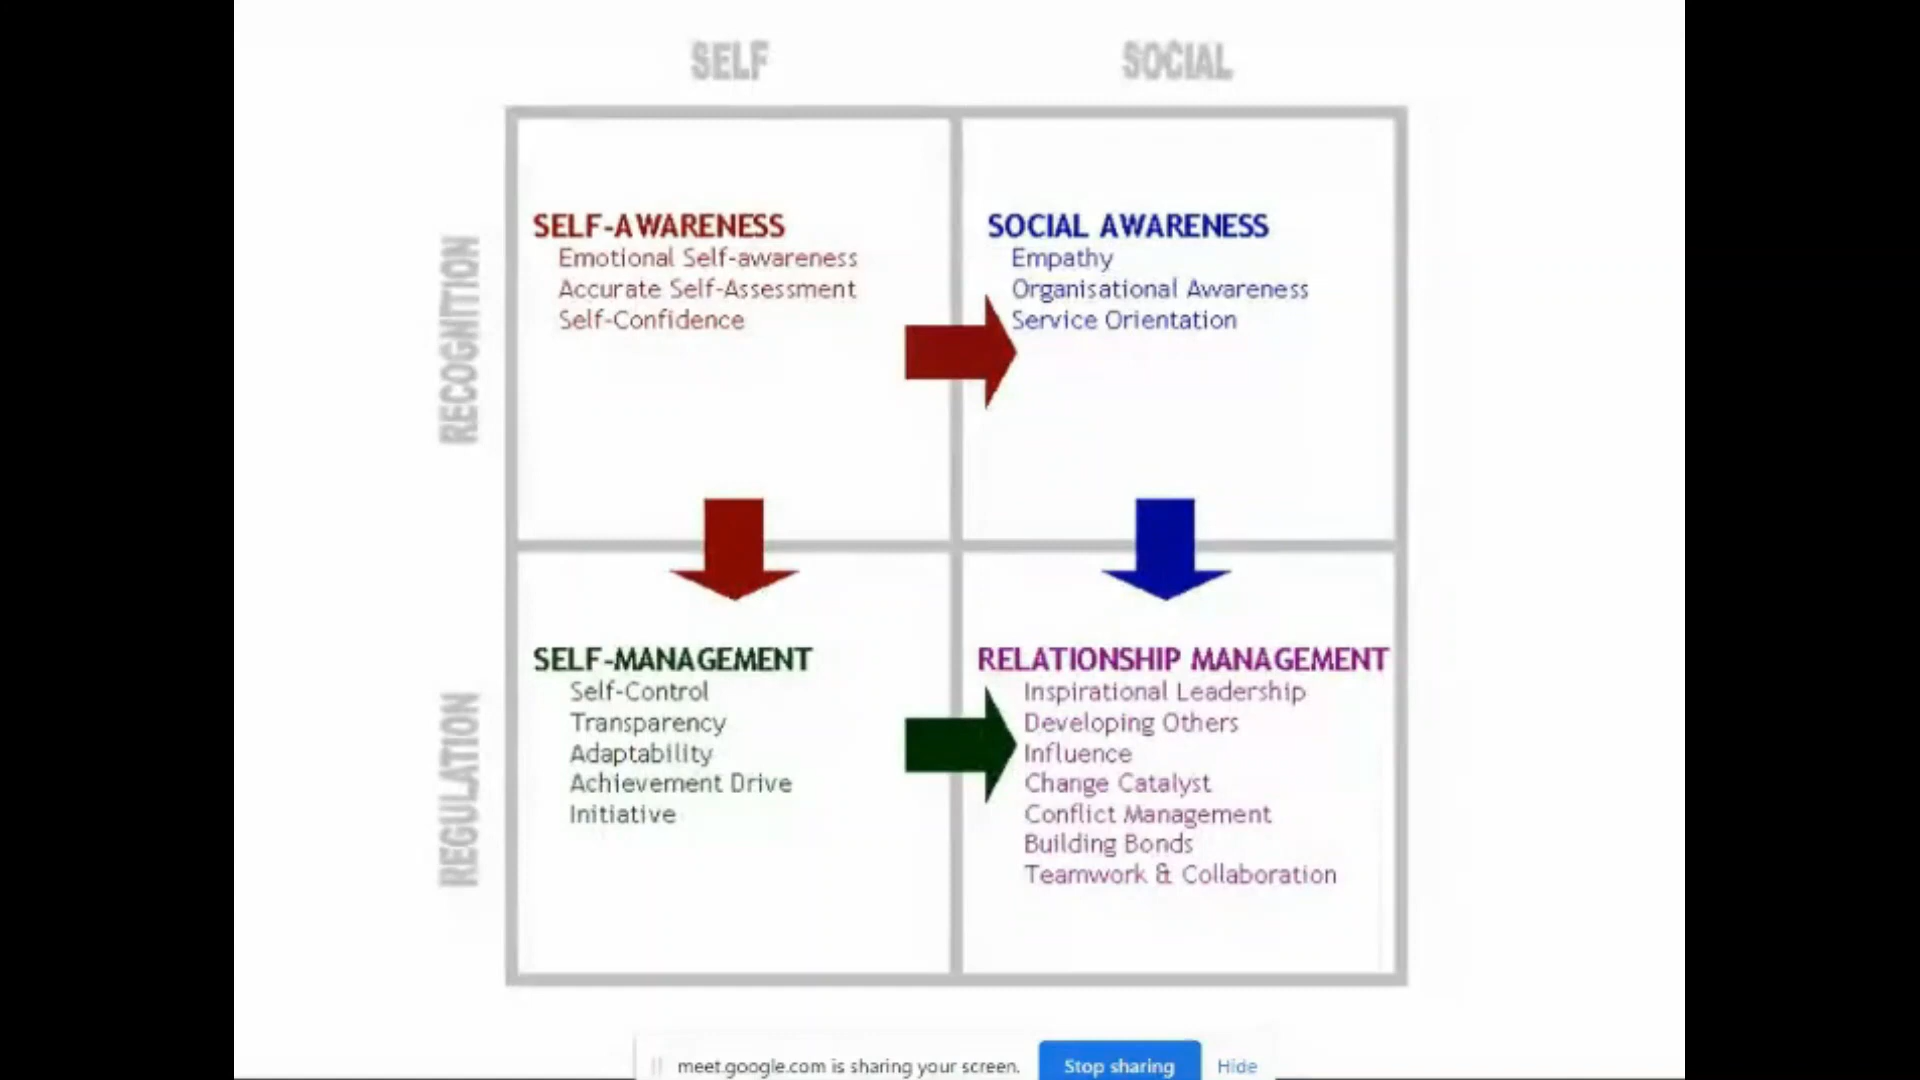 SELF
SOCIAL
RECOGNITION
SELF-AWARENESS
Emotional Self-awareness
Accurate Self-Assessment
Self-Confidence
SOCIAL AWARENESS
Empathy
Organisational Awareness
Service Orientation
REGULATION
SELF-MANAGEMENT
Self-Control
Transparency
Adaptability
Achievement Drive
Initiative
RELATIONSHIP MANAGEMENT
Inspirational Leadership
Developing Others
Influence
Change Catalyst
Conflict Management
Building Bonds
Teamwork & Collaboration
meet.google.com is sharing your screen.
Stop sharing
Hide